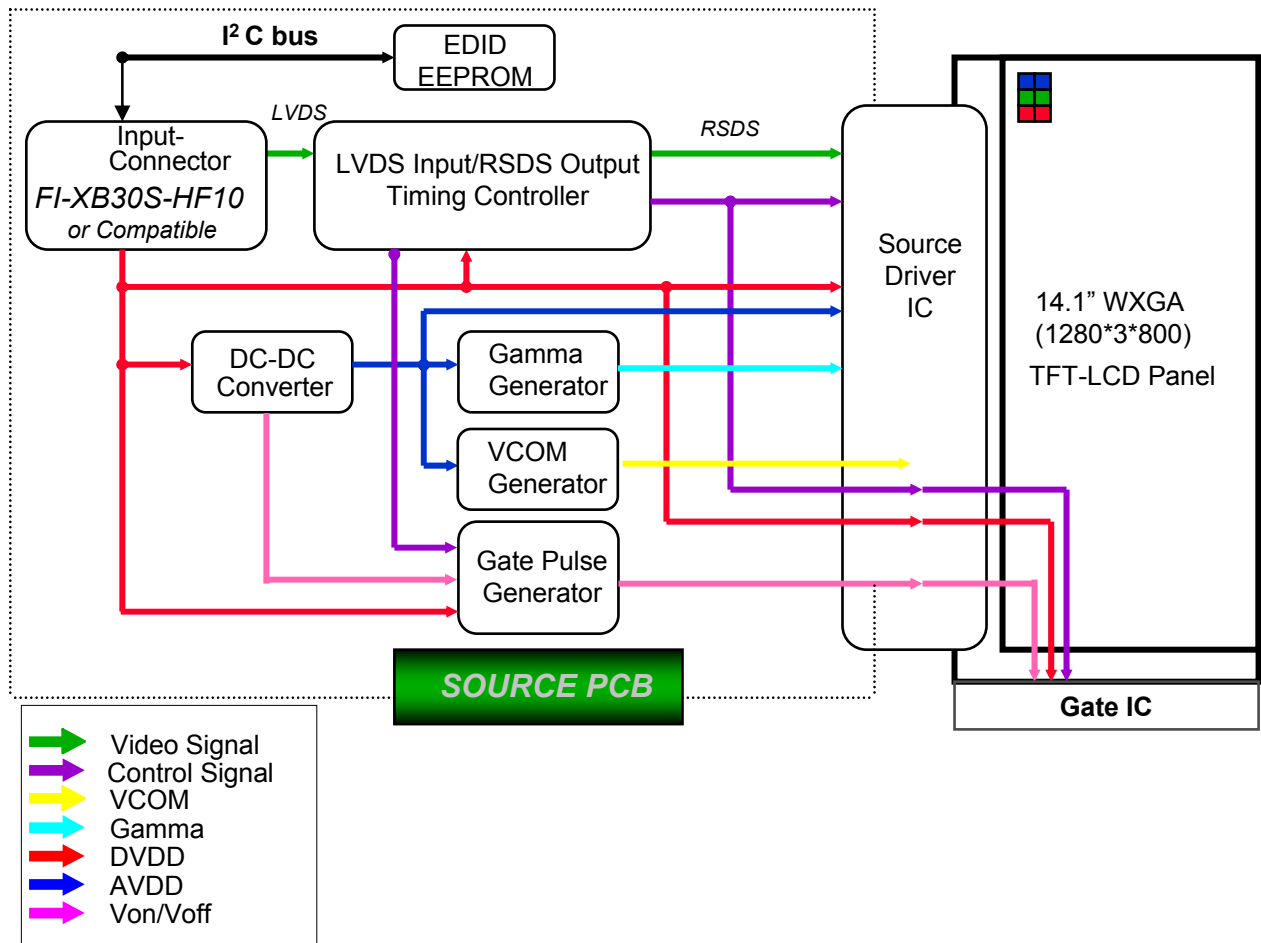 I² C bus
EDID
EEPROM
LVDS
RSDS
Input-
Connector
FI-XB30S-HF10
or Compatible
LVDS Input/RSDS Output
Timing Controller
Source
Driver
IC
14.1” WXGA
(1280*3*800)
TFT-LCD Panel
DC-DC
Converter
Gamma
Generator
VCOM
Generator
Gate Pulse
Generator
SOURCE PCB
Gate IC
Video Signal
Control Signal
VCOM
Gamma
DVDD
AVDD
Von/Voff